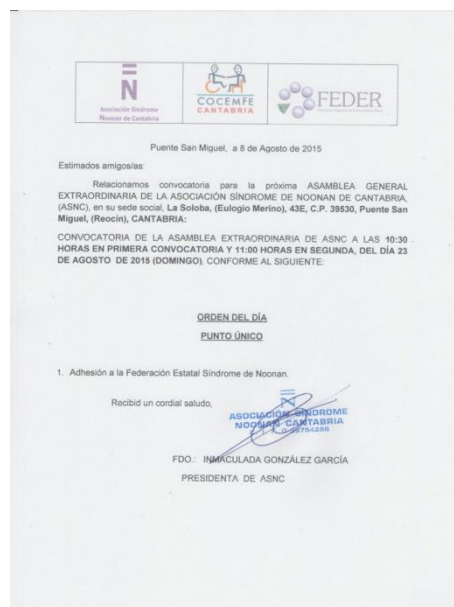 Asociación Síndrome
Noonan de Cantabria
COCEMFE
CANTABRIA
FEDER
Puente San Miguel, a 8 de Agosto de 2015
Estimados amigos/as:
Relacionamos convocatoria para la próxima ASAMBLEA GENERAL
EXTRAORDINARIA DE LA ASOCIACIÓN SÍNDROME DE NOONAN DE CANTABRIA,
(ASNC), en su sede social, La Soloba, (Eulogio Merino), 43E, C.P. 39530, Puente San
Miguel, (Reocín), CANTABRIA:
CONVOCATORIA DE LA ASAMBLEA EXTRAORDINARIA DE ASNC A LAS 10:30
HORAS EN PRIMERA CONVOCATORIA Y 11:00 HORAS EN SEGUNDA, DEL DÍA 23
DE AGOSTO DE 2015 (DOMINGO). CONFORME AL SIGUIENTE:
ORDEN DEL DÍA
PUNTO ÚNICO
1. Adhesión a la Federación Estatal Síndrome de Noonan.
Recibid un cordial saludo,
ASOCIACIÓN SÍNDROME
NOONAN CANTABRIA
FDO.: INMACULADA GONZÁLEZ GARCÍA
PRESIDENTA DE ASNC